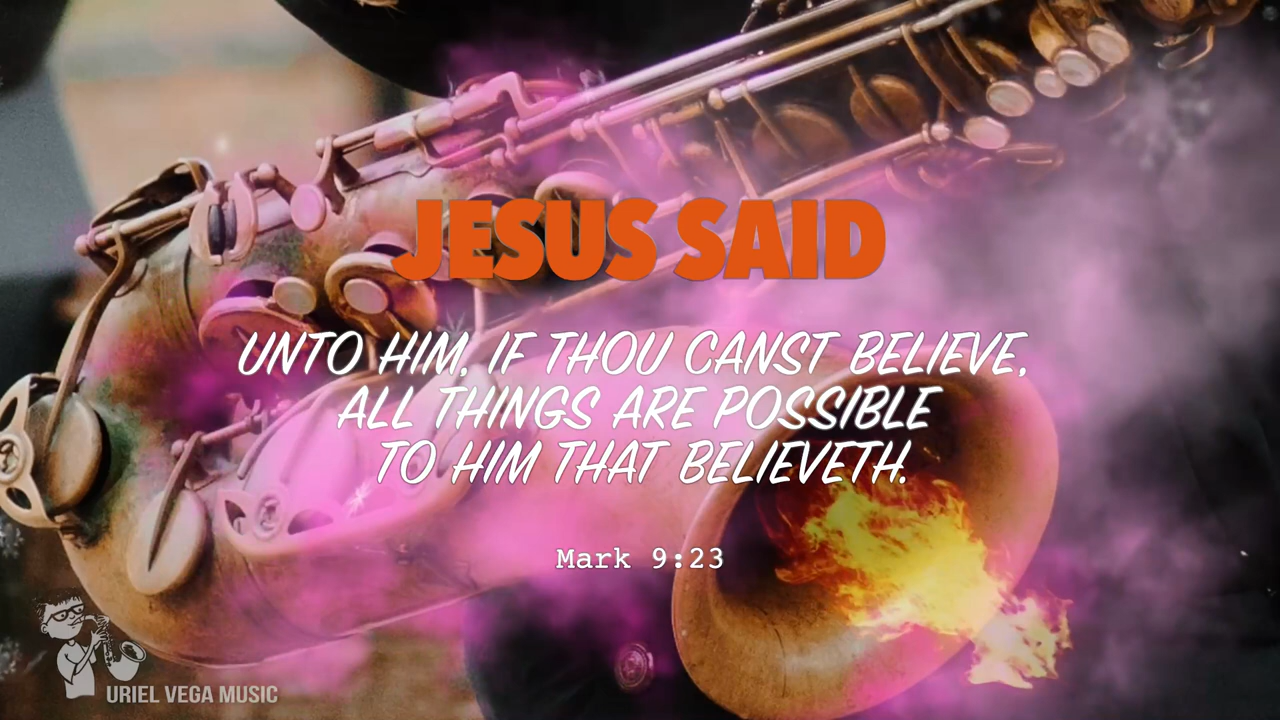 JESUS SAID
UNTO HIM, IF THOU CANST BELIEVE,
ALL THINGS ARE POSSIBLE
TO HIM THAT BELIEVETH.
Mark 9:23
URIEL VEGA MUSIC